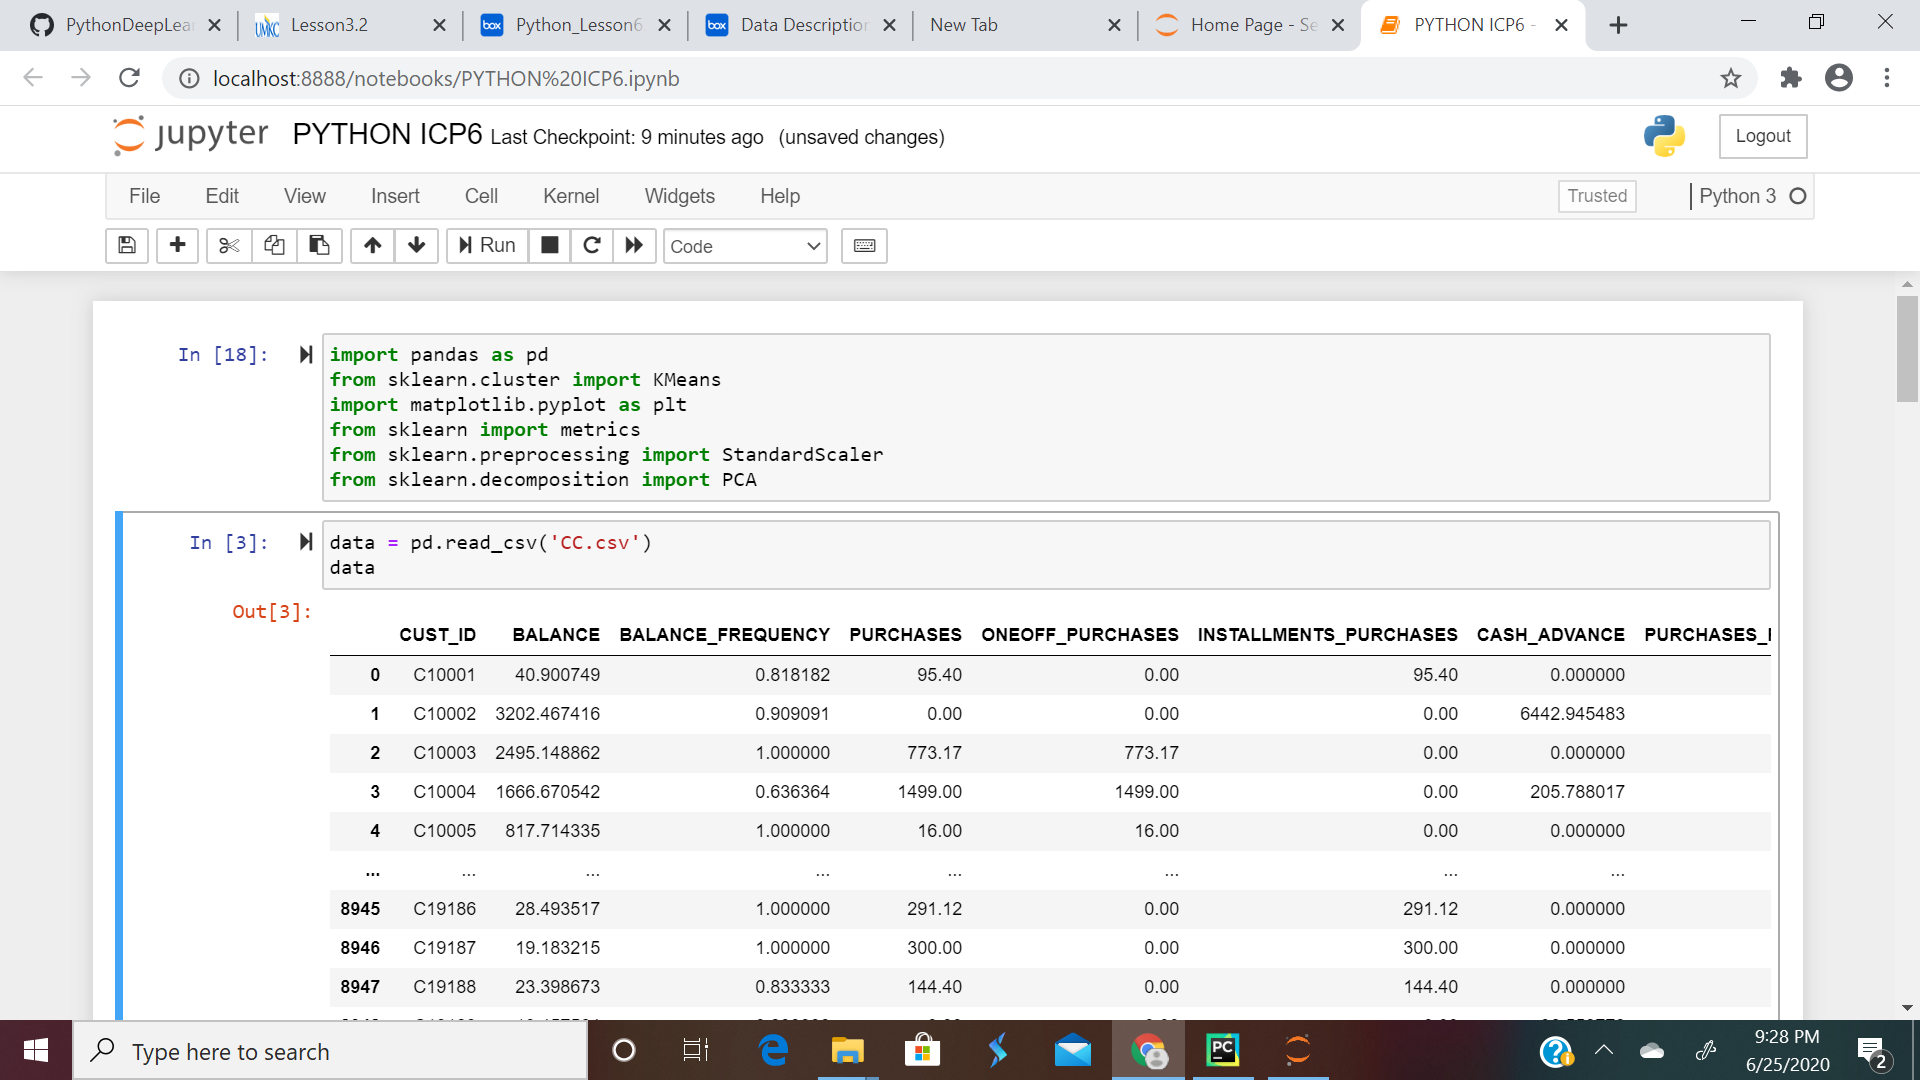 PythonDeepLear
Lesson3.2
box Python_Lesson6
box Data Description
New Tab
Home Page - Se
PYTHON ICP6 -
localhost:8888/notebooks/PYTHON%20ICP6.ipynb
jupyter PYTHON ICP6 Last Checkpoint: 9 minutes ago (unsaved changes)
Logout
File Edit View Insert Cell Kernel Widgets Help
Trusted
Python 3
Run
Code
In [18]:
import pandas as pd
from sklearn.cluster import KMeans
import matplotlib.pyplot as plt
from sklearn import metrics
from sklearn.preprocessing import StandardScaler
from sklearn.decomposition import PCA
In [3]:
data = pd.read_csv('CC.csv')
data
Out[3]:
CUST_ID BALANCE BALANCE_FREQUENCY PURCHASES ONEOFF_PURCHASES INSTALLMENTS_PURCHASES CASH_ADVANCE PURCHASES_
0 C10001 40.900749 0.818182 95.40 0.00 95.40 0.000000
1 C10002 3202.467416 0.909091 0.00 0.00 0.00 6442.945483
2 C10003 2495.148862 1.000000 773.17 773.17 0.00 0.000000
3 C10004 1666.670542 0.636364 1499.00 1499.00 0.00 205.788017
4 C10005 817.714335 1.000000 16.00 16.00 0.00 0.000000
... ... ... ... ... ... ... ...
8945 C19186 28.493517 1.000000 291.12 0.00 291.12 0.000000
8946 C19187 19.183215 1.000000 300.00 0.00 300.00 0.000000
8947 C19188 23.398673 0.833333 144.40 0.00 144.40 0.000000
Type here to search
PC
9:28 PM
6/25/2020
2